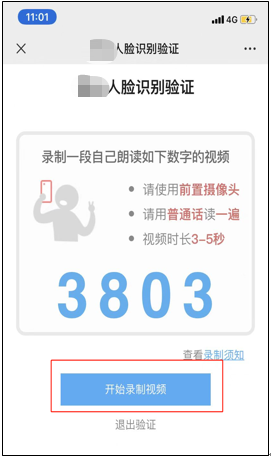 11:01
4G
人脸识别验证
人脸识别验证
录制一段自己朗读如下数字的视频
请使用前置摄像头
请用普通话读一遍
视频时长3-5秒
3803
查看录制须知
开始录制视频
退出验证